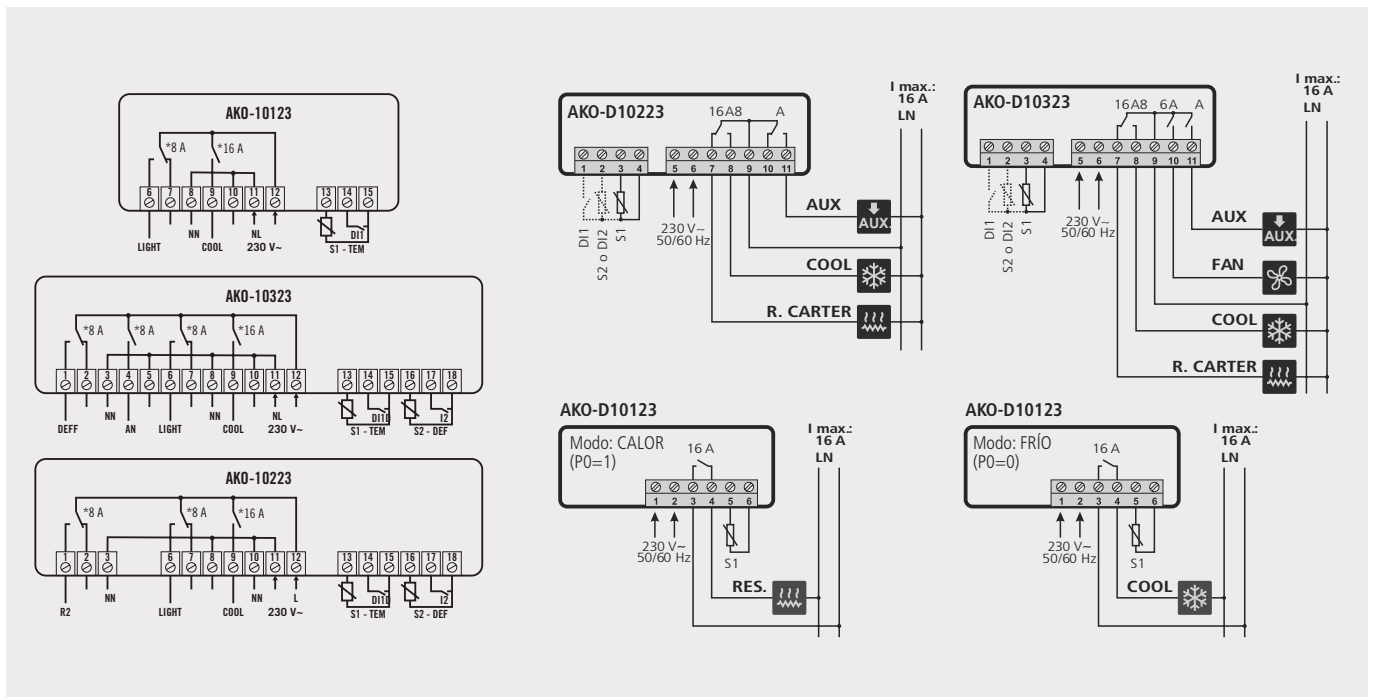 AKO-10123
*8 A *16 A
6 7 8 9 10 11 12 13 14 15
DI1
LIGHT NN COOL NL 230 V~ S1 - TEM
AKO-10323
*8 A *8 A *8 A *16 A
1 2 3 4 5 6 7 8 9 10 11 12 13 14 15 16 17 18
DI1D I2
DEFF NN AN LIGHT NN COOL NL 230 V~ S1 - TEM S2 - DEF
AKO-10223
*8 A *8 A *16 A
1 2 3 6 7 8 9 10 11 12 13 14 15 16 17 18
DI1D I2
R2 NN LIGHT COOL NN 230 V~ L S1 - TEM S2 - DEF
AKO-D10223
16A8 A
I max.:
16 A
LN
1 2 3 4 5 6 7 8 9 10 11
DI1
S2 o DI2
S1
230 V~
50/60 Hz
AUX
AUX.
COOL
R. CARTER
AKO-D10323
16A8 6A A
I max.:
16 A
LN
1 2 3 4 5 6 7 8 9 10 11
DI1
S2 o DI2
S1
230 V~
50/60 Hz
AUX
AUX.
FAN
COOL
R. CARTER
AKO-D10123
Modo: CALOR
(P0=1)
16 A
I max.:
16 A
LN
1 2 3 4 5 6
230 V~
50/60 Hz
S1
RES.
AKO-D10123
Modo: FRÍO
(P0=0)
16 A
I max.:
16 A
LN
1 2 3 4 5 6
230 V~
50/60 Hz
S1
COOL